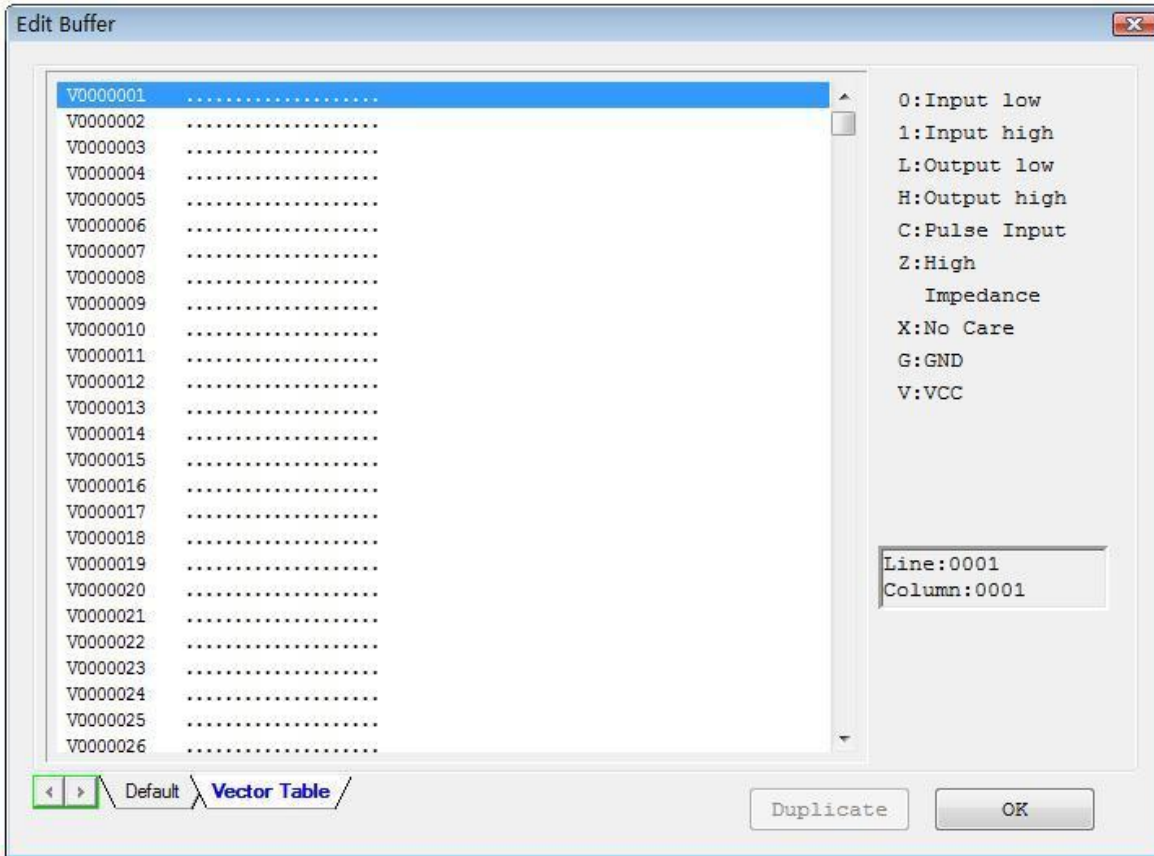 Edit Buffer
V0000001 ....................
V0000002 ....................
V0000003 ....................
V0000004 ....................
V0000005 ....................
V0000006 ....................
V0000007 ....................
V0000008 ....................
V0000009 ....................
V0000010 ....................
V0000011 ....................
V0000012 ....................
V0000013 ....................
V0000014 ....................
V0000015 ....................
V0000016 ....................
V0000017 ....................
V0000018 ....................
V0000019 ....................
V0000020 ....................
V0000021 ....................
V0000022 ....................
V0000023 ....................
V0000024 ....................
V0000025 ....................
V0000026 ....................
0:Input low
1:Input high
L:Output low
H:Output high
C:Pulse Input
Z:High
Impedance
X:No Care
G:GND
V:VCC
Line:0001
Column:0001
Default
Vector Table
Duplicate
OK